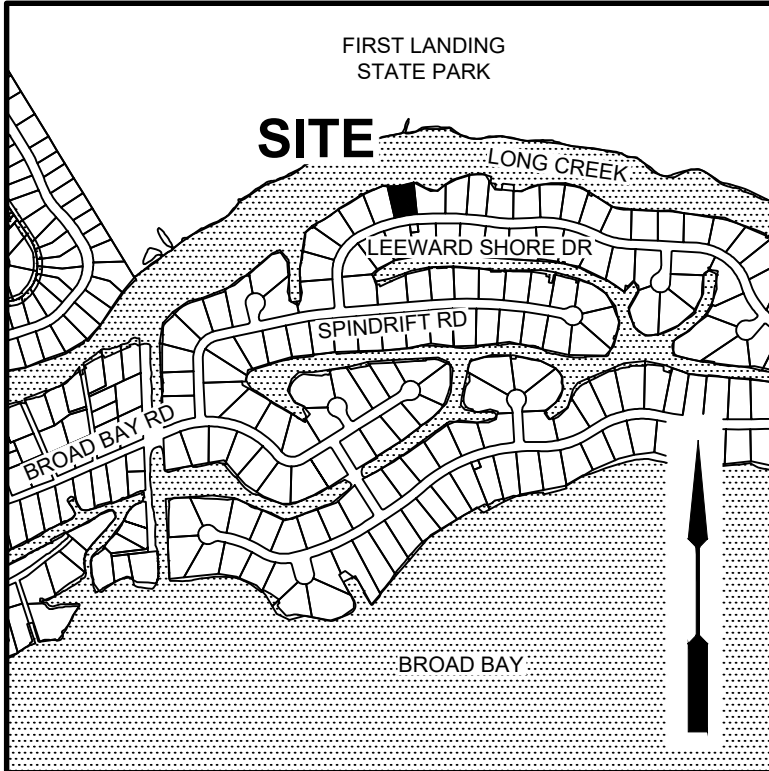 FIRST LANDING
STATE PARK
SITE
LONG CREEK
LEEWARD SHORE DR
SPINDRIFT RD
BROAD BAY RD
BROAD BAY